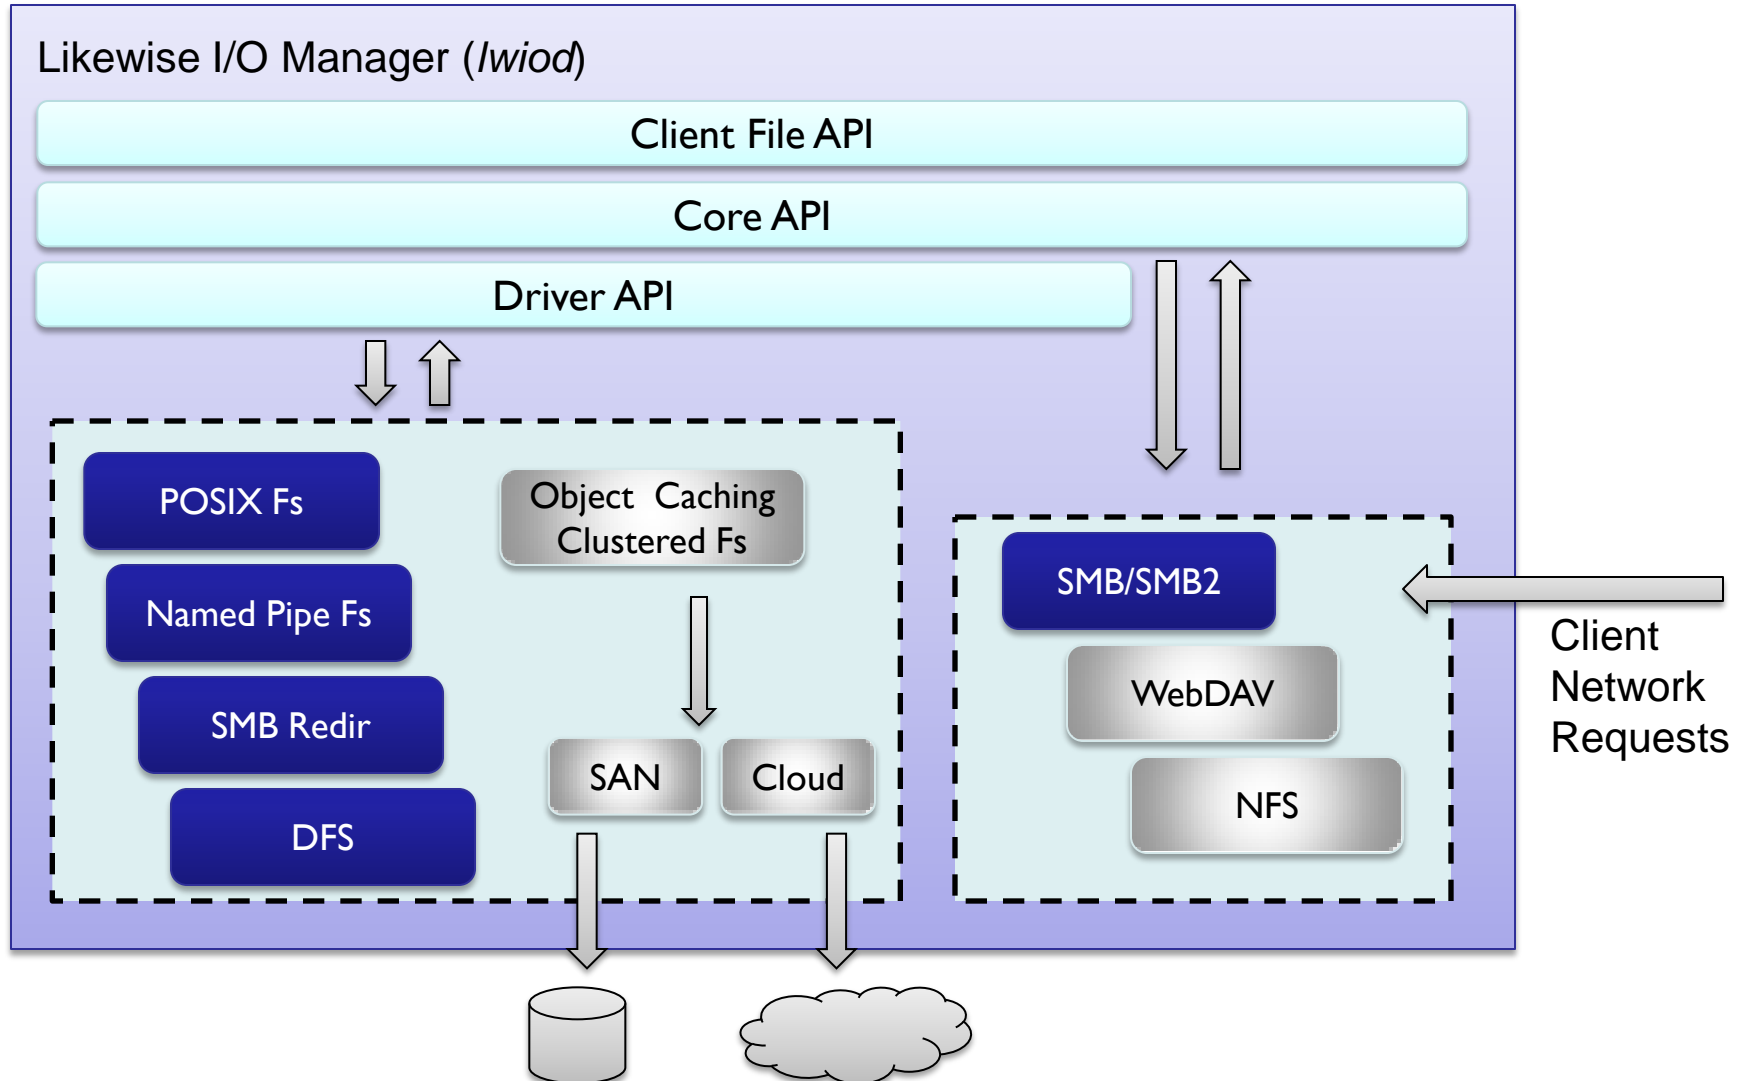 Likewise I/O Manager (lwiod)
Client File API
Core API
Driver API
POSIX Fs
Named Pipe Fs
SMB Redir
DFS
Object Caching
Clustered Fs
SAN
Cloud
SMB/SMB2
WebDAV
NFS
Client
Network
Requests